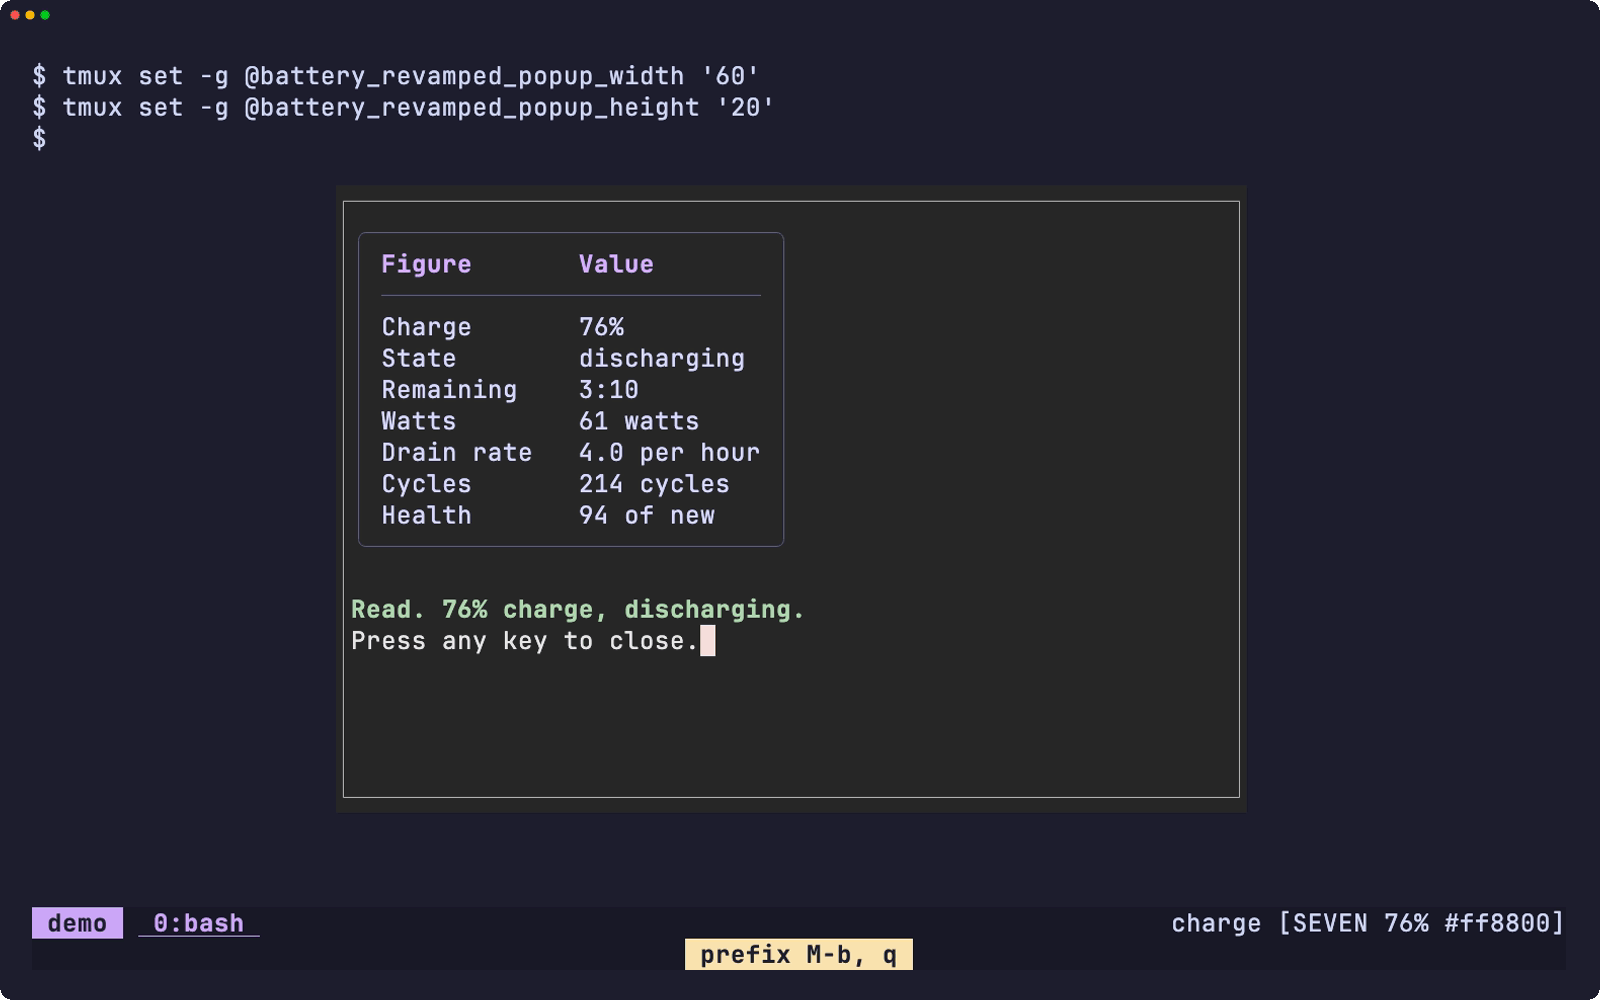 $ tmux set -g @battery_revamped_popup_width '60'
$ tmux set -g @battery_revamped_popup_height '20'
$
Figure Value
Charge 76%
State discharging
Remaining 3:10
Watts 61 watts
Drain rate 4.0 per hour
Cycles 214 cycles
Health 94 of new
Read. 76% charge, discharging.
Press any key to close.
demo 0:bash charge [SEVEN 76% #ff8800]
prefix M-b, q